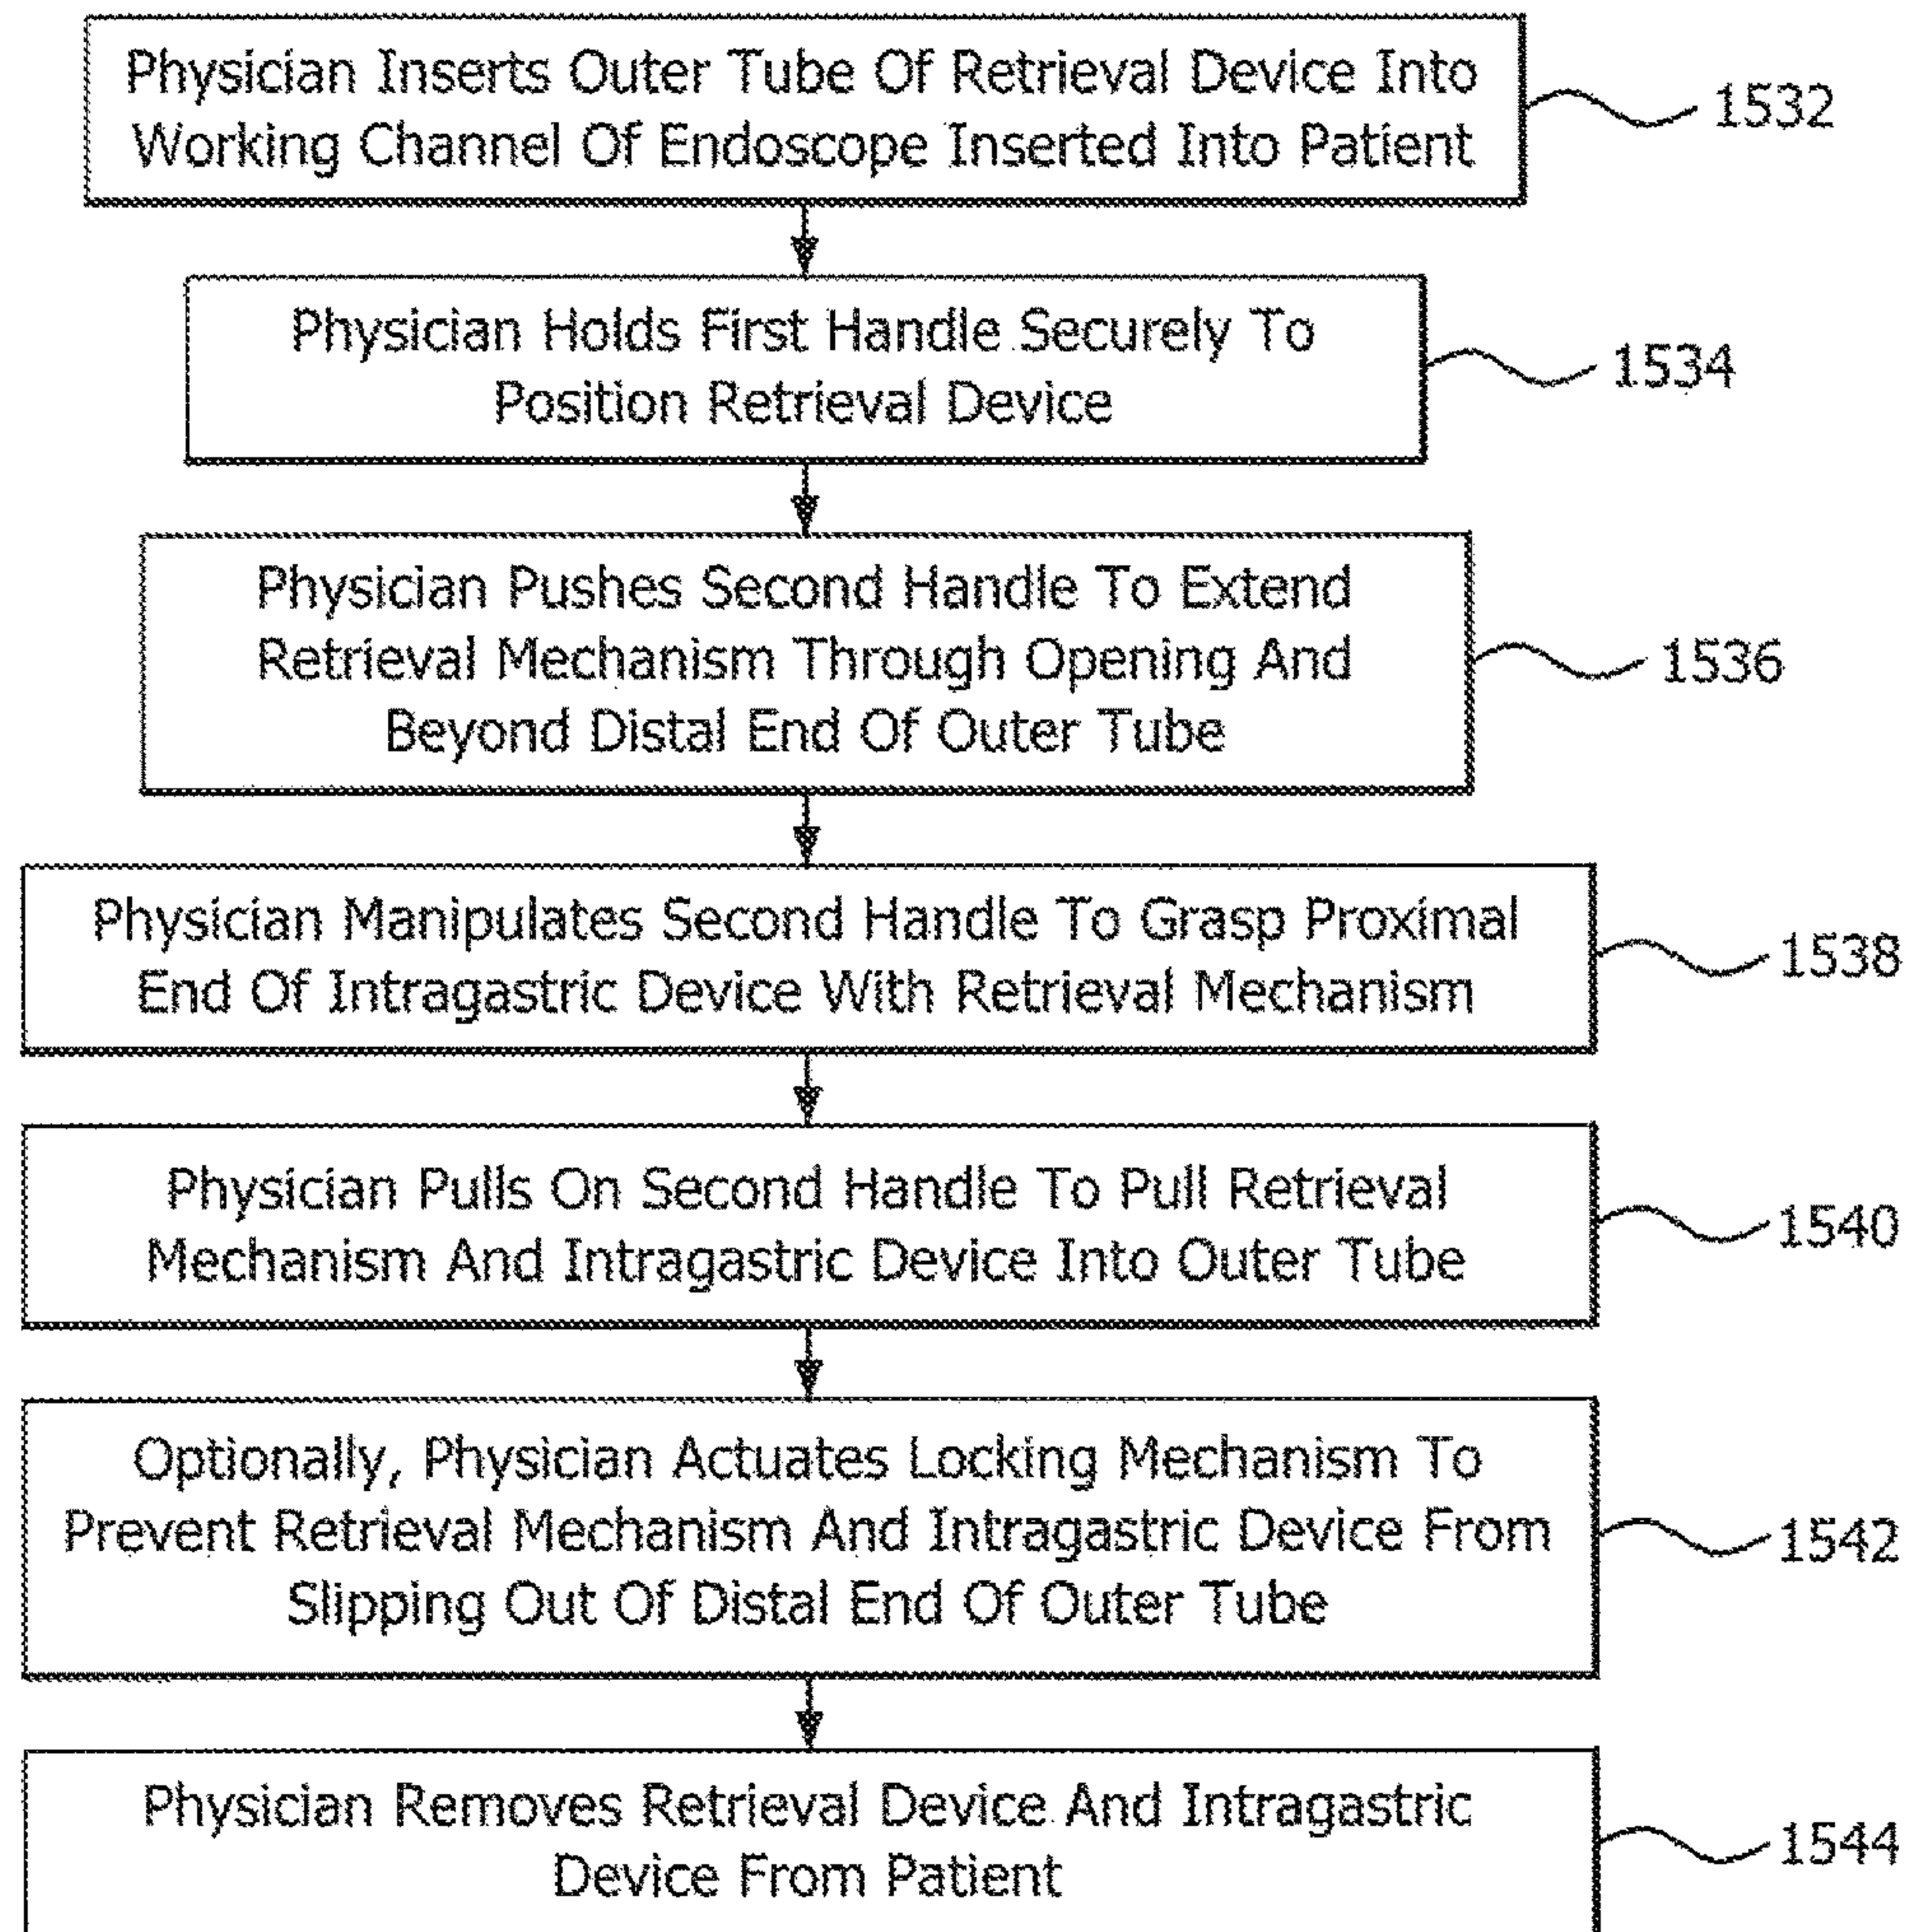 Physician Inserts Outer Tube Of Retrieval Device Into
Working Channel Of Endoscope Inserted Into Patient
1532
Physician Holds First Handle Securely To
Position Retrieval Device
1534
Physician Pushes Second Handle To Extend
Retrieval Mechanism Through Opening And
Beyond Distal End Of Outer Tube
1536
Physician Manipulates Second Handle To Grasp Proximal
End Of Intragastric Device With Retrieval Mechanism
1538
Physician Pulls On Second Handle To Pull Retrieval
Mechanism And Intragastric Device Into Outer Tube
1540
Optionally, Physician Actuates Locking Mechanism To
Prevent Retrieval Mechanism And Intragastric Device From
Slipping Out Of Distal End Of Outer Tube
1542
Physician Removes Retrieval Device And Intragastric
Device From Patient
1544